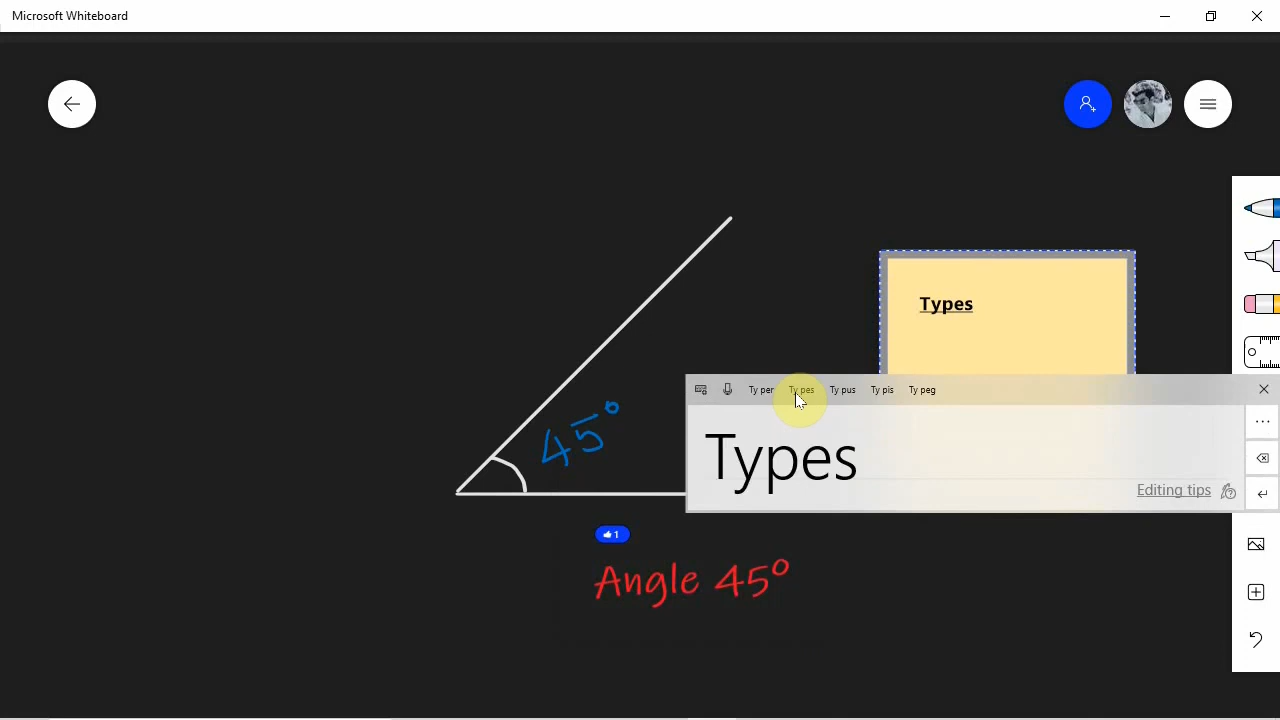 Microsoft Whiteboard
Types
Ty per Ty pes Ty pus Ty pis Ty peg
Types
45°
Editing tips
1
Angle 45°